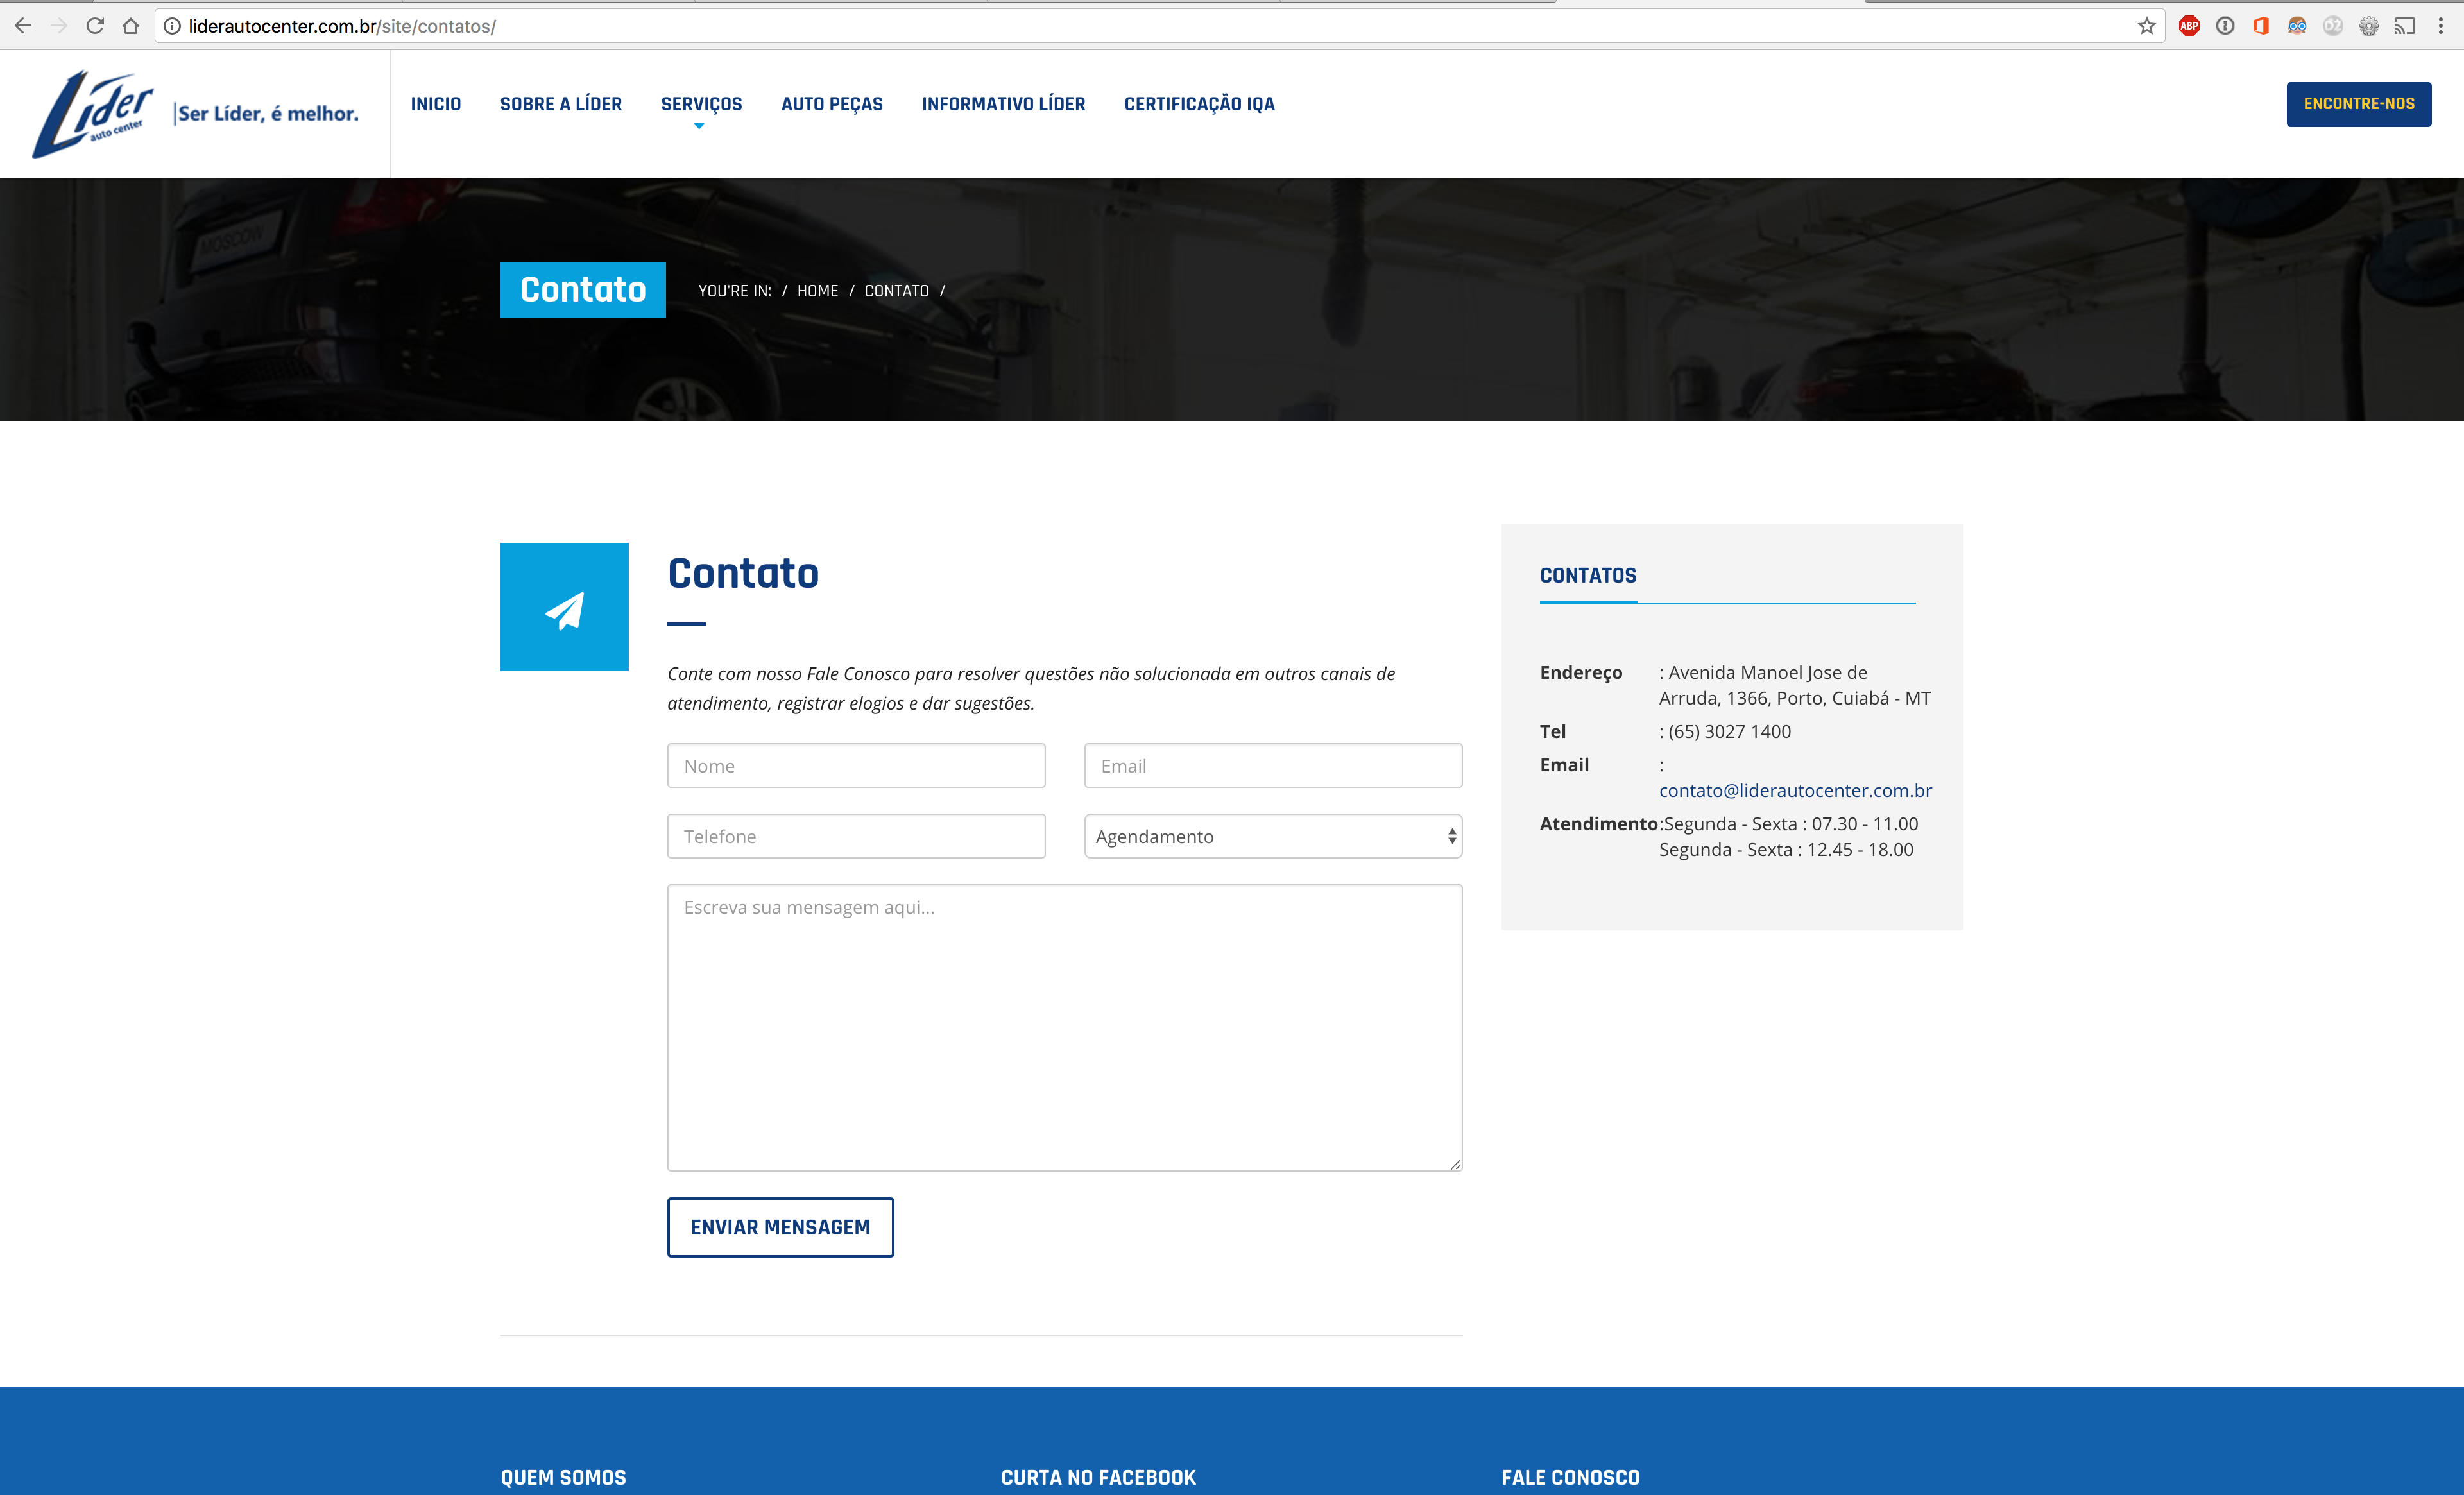 liderautocenter.com.br/site/contatos/
ABP
Líder
auto center
|Ser Líder, é melhor.
INICIO
SOBRE A LÍDER
SERVIÇOS
AUTO PEÇAS
INFORMATIVO LÍDER
CERTIFICAÇÃO IQA
ENCONTRE-NOS
MOSCOW
Contato
YOU'RE IN: / HOME / CONTATO /
Contato
Conte com nosso Fale Conosco para resolver questões não solucionada em outros canais de
atendimento, registrar elogios e dar sugestões.
Nome
Email
Telefone
Agendamento
Escreva sua mensagem aqui...
ENVIAR MENSAGEM
CONTATOS
Endereço : Avenida Manoel Jose de
Arruda, 1366, Porto, Cuiabá - MT
Tel : (65) 3027 1400
Email :
contato@liderautocenter.com.br
Atendimento:Segunda - Sexta : 07.30 - 11.00
Segunda - Sexta : 12.45 - 18.00
QUEM SOMOS
CURTA NO FACEBOOK
FALE CONOSCO